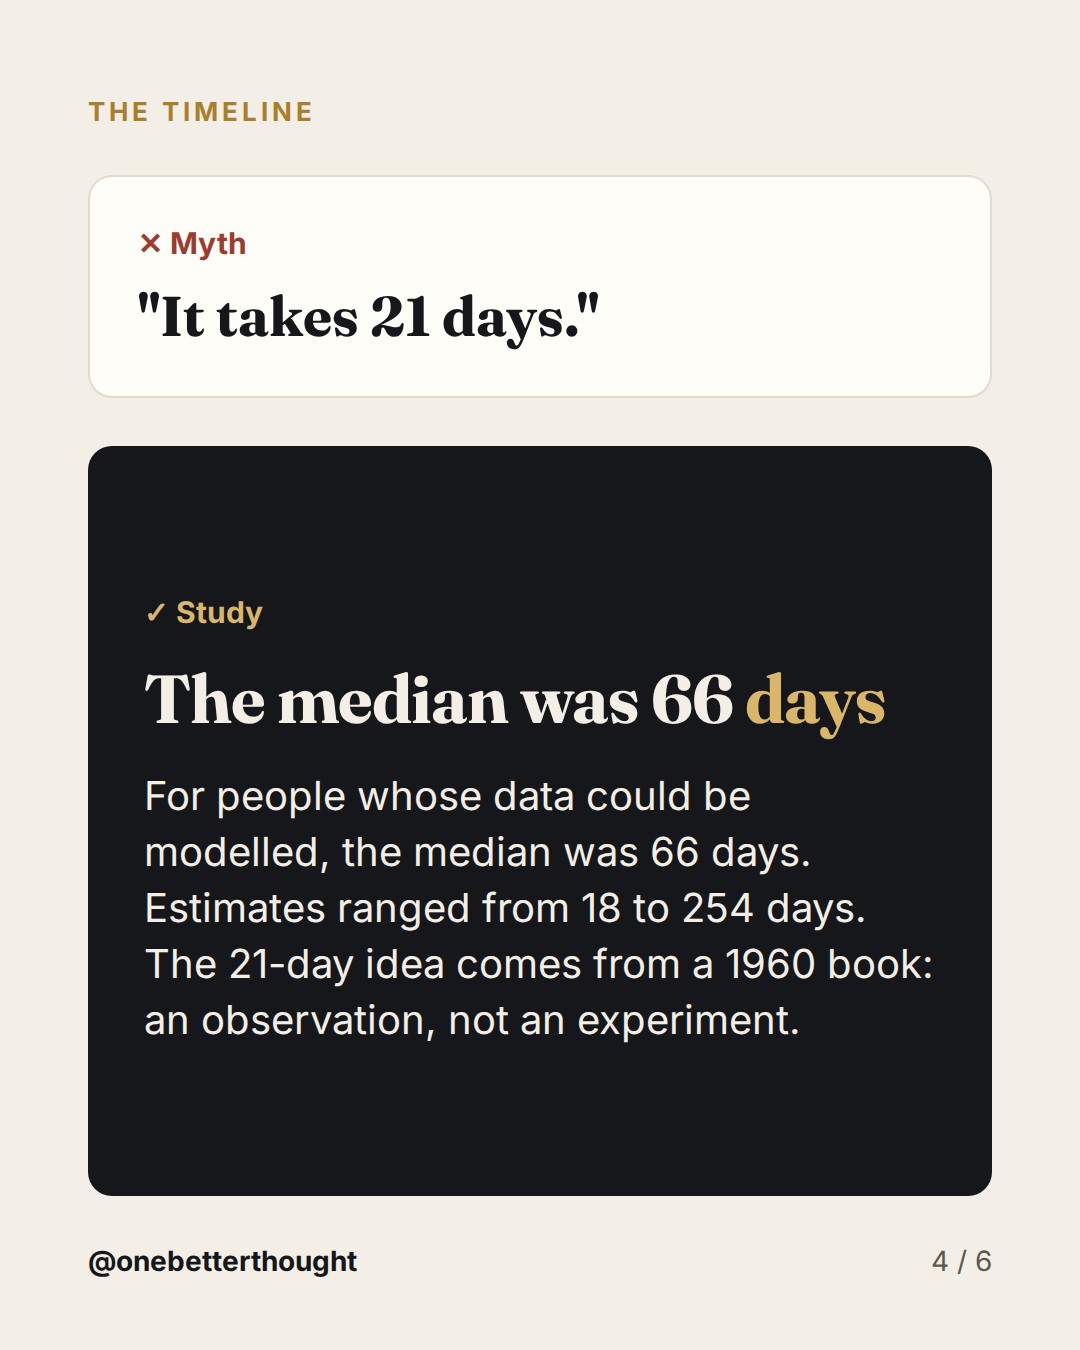 THE TIMELINE
✕ Myth
"It takes 21 days."
✓ Study
The median was 66 days
For people whose data could be
modelled, the median was 66 days.
Estimates ranged from 18 to 254 days.
The 21-day idea comes from a 1960 book:
an observation, not an experiment.
@onebetterthought
4 / 6